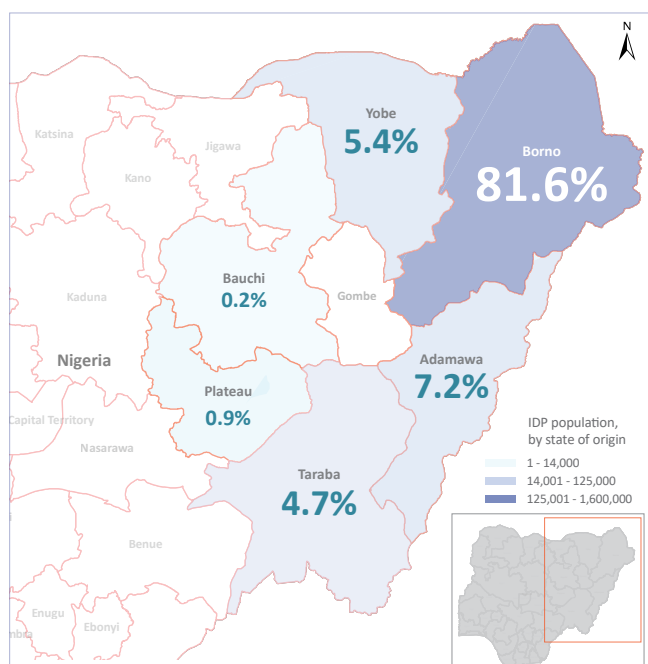 N
Yobe
5.4%
Borno
81.6%
Katsina
Jigawa
Kano
Bauchi
0.2%
Gombe
Kaduna
Nigeria
Adamawa
7.2%
Plateau
0.9%
Capital Territory
Nasarawa
Taraba
4.7%
Benue
Enugu
Ebonyi
mbra
IDP population,
by state of origin
1 - 14,000
14,001 - 125,000
125,001 - 1,600,000